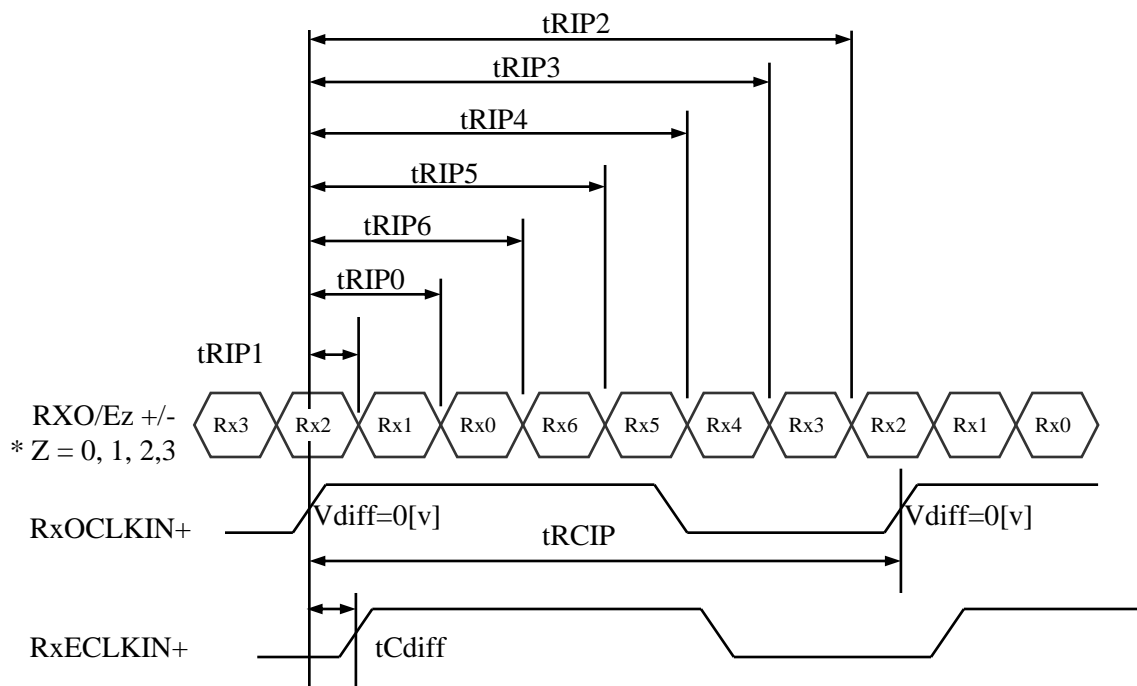 tRIP2
tRIP3
tRIP4
tRIP5
tRIP6
tRIP0
tRIP1
RXO/Ez +/-
* Z = 0, 1, 2,3
Rx3 Rx2 Rx1 Rx0 Rx6 Rx5 Rx4 Rx3 Rx2 Rx1 Rx0
RxOCLKIN+ Vdiff=0[v] Vdiff=0[v]
tRCIP
RxECLKIN+ tCdiff